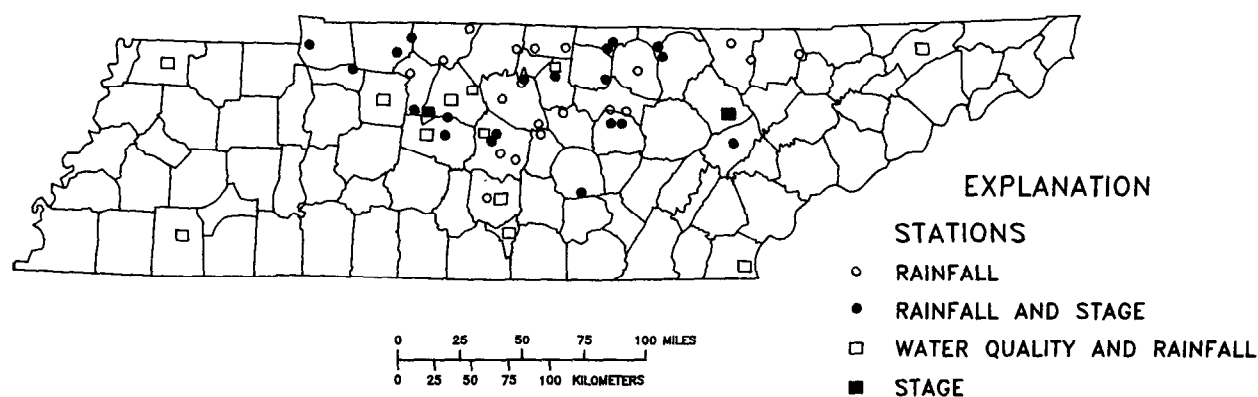 EXPLANATION
STATIONS
RAINFALL
RAINFALL AND STAGE
WATER QUALITY AND RAINFALL
STAGE
0 25 50 75 100 MILES
0 25 50 75 100 KILOMETERS